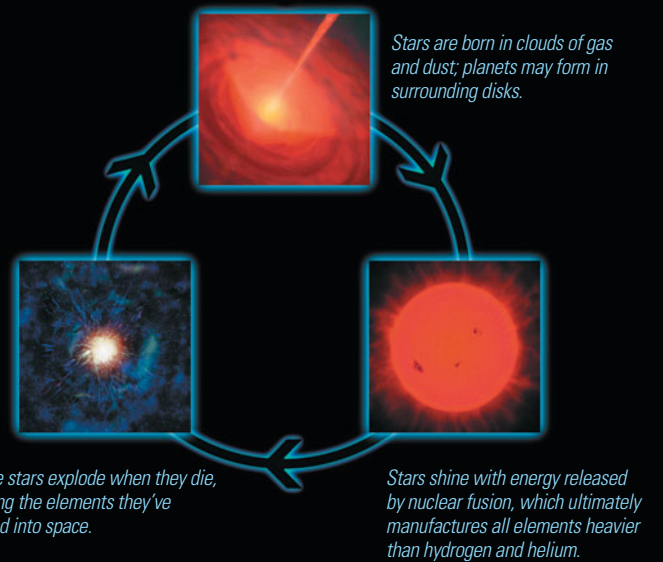 Stars are born in clouds of gas
and dust; planets may form in
surrounding disks.
stars explode when they die,
the elements they've
into space.
Stars shine with energy released
by nuclear fusion, which ultimately
manufactures all elements heavier
than hydrogen and helium.